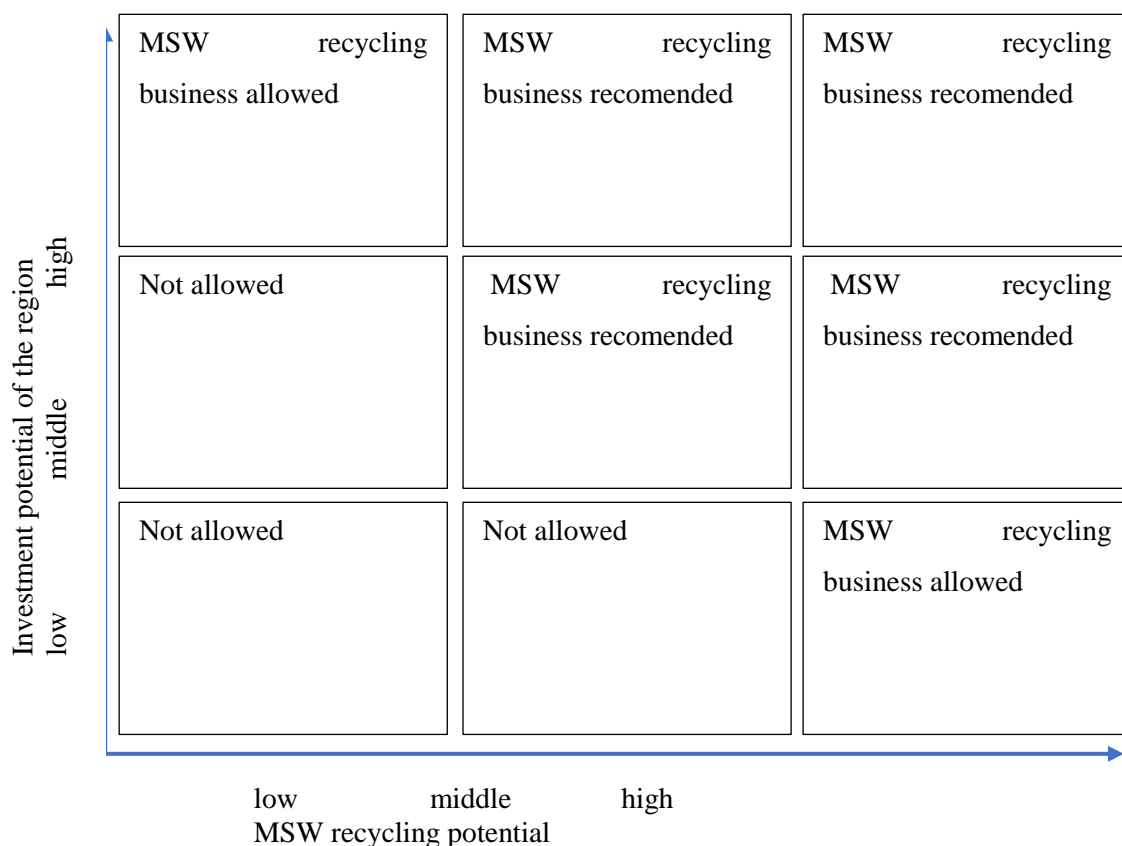 MSW recycling
business allowed
MSW recycling
business recomended
MSW recycling
business recomended
Not allowed
MSW recycling
business recomended
MSW recycling
business recomended
Not allowed
Not allowed
MSW recycling
business allowed
Investment potential of the region
low middle high
low middle high
MSW recycling potential